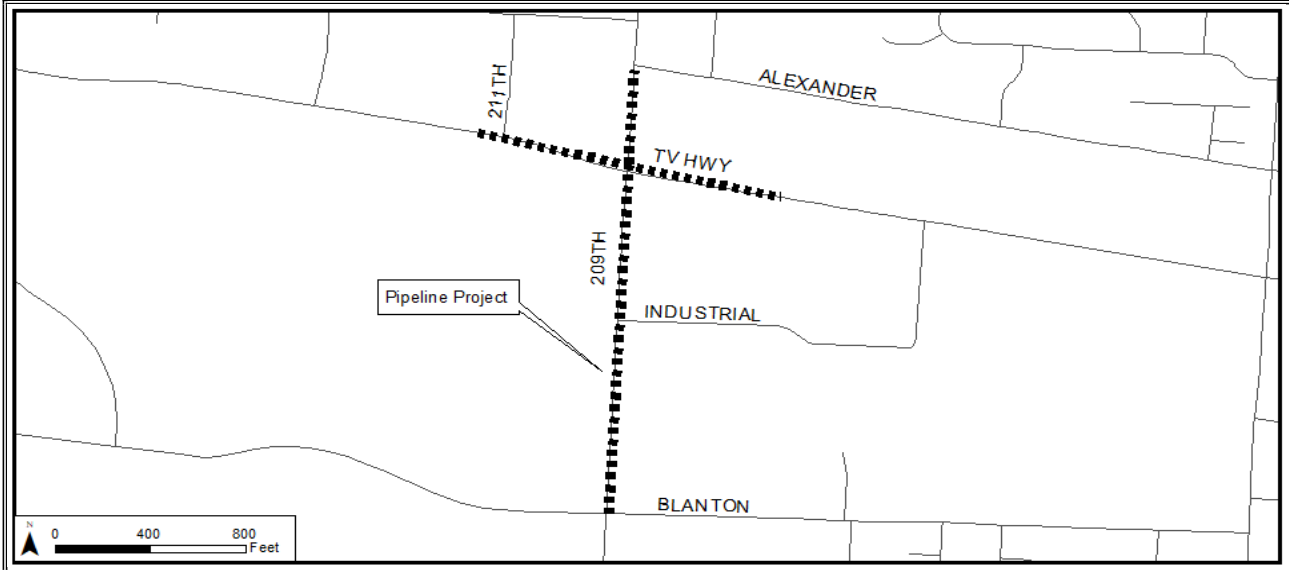 ALEXANDER
211TH
TV HWY
209TH
Pipeline Project
INDUSTRIAL
BLANTON
N
0 400 800
Feet